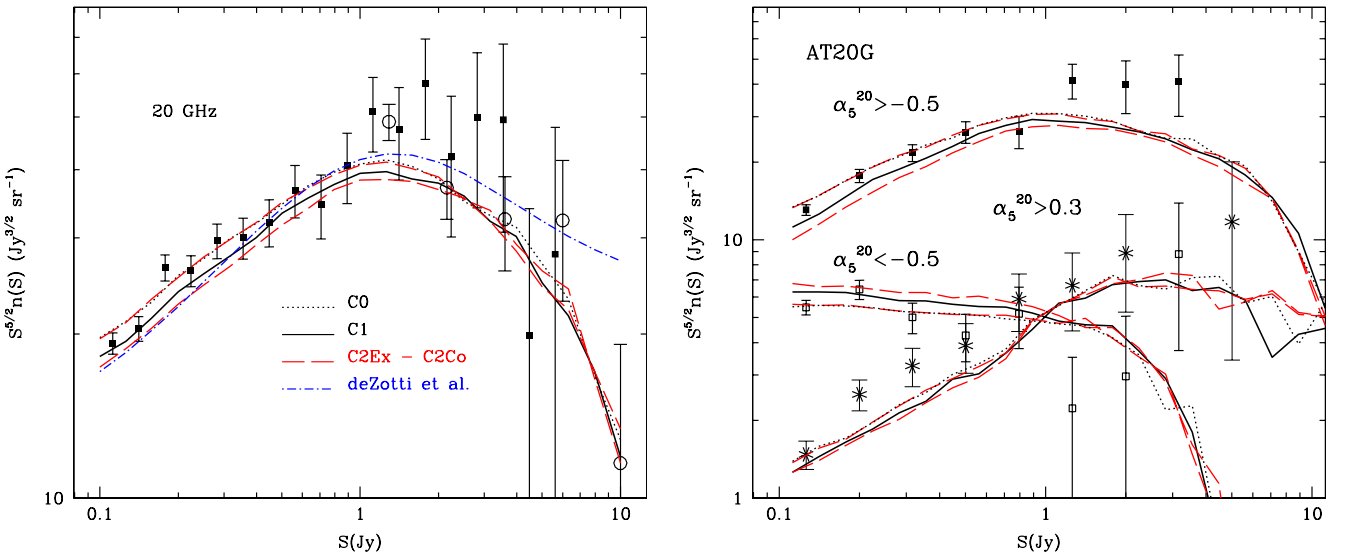 20 GHz
C0
C1
C2Ex – C2Co
deZotti et al.
S^5/2 n(S) (Jy^3/2 sr^−1)
10
0.1
1
10
S(Jy)
AT20G
α_5^20>−0.5
α_5^20>0.3
α_5^20<−0.5
S^5/2 n(S) (Jy^3/2 sr^−1)
10
1
0.1
1
10
S(Jy)